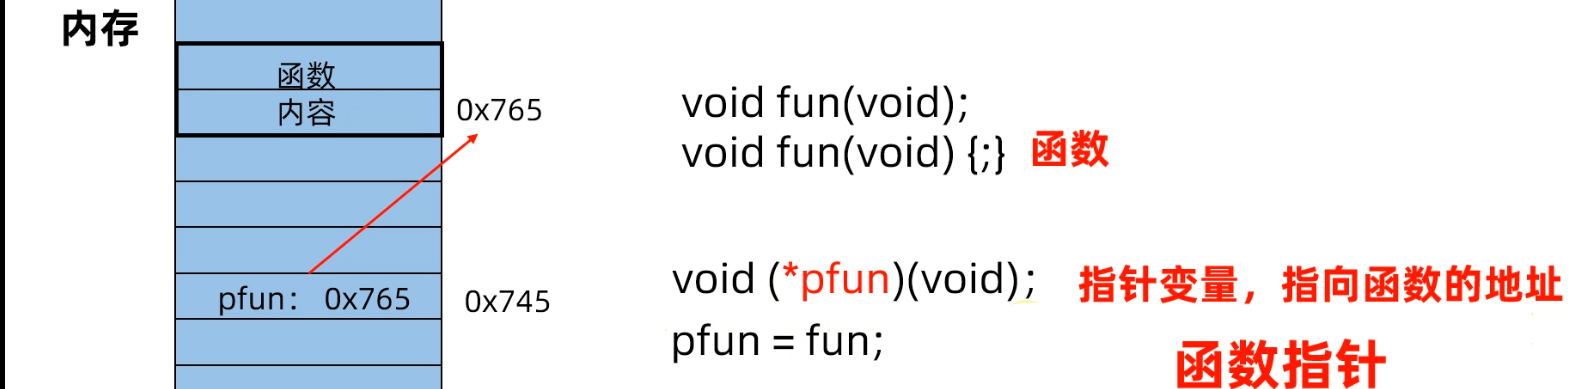 内存
函数
内容
0x765
pfun： 0x765
0x745
void fun(void);
void fun(void) {;} 函数
void (*pfun)(void); 指针变量，指向函数的地址
pfun = fun;
函数指针